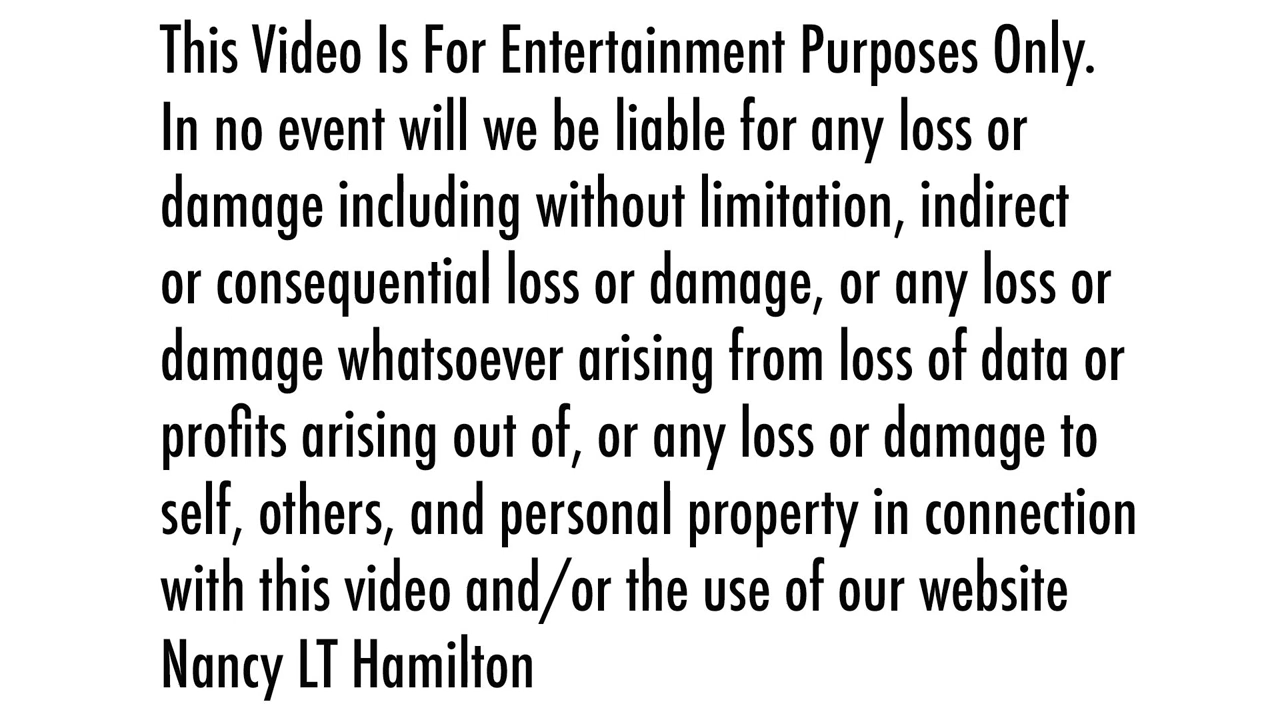 This Video Is For Entertainment Purposes Only.
In no event will we be liable for any loss or
damage including without limitation, indirect
or consequential loss or damage, or any loss or
damage whatsoever arising from loss of data or
profits arising out of, or any loss or damage to
self, others, and personal property in connection
with this video and/or the use of our website
Nancy LT Hamilton